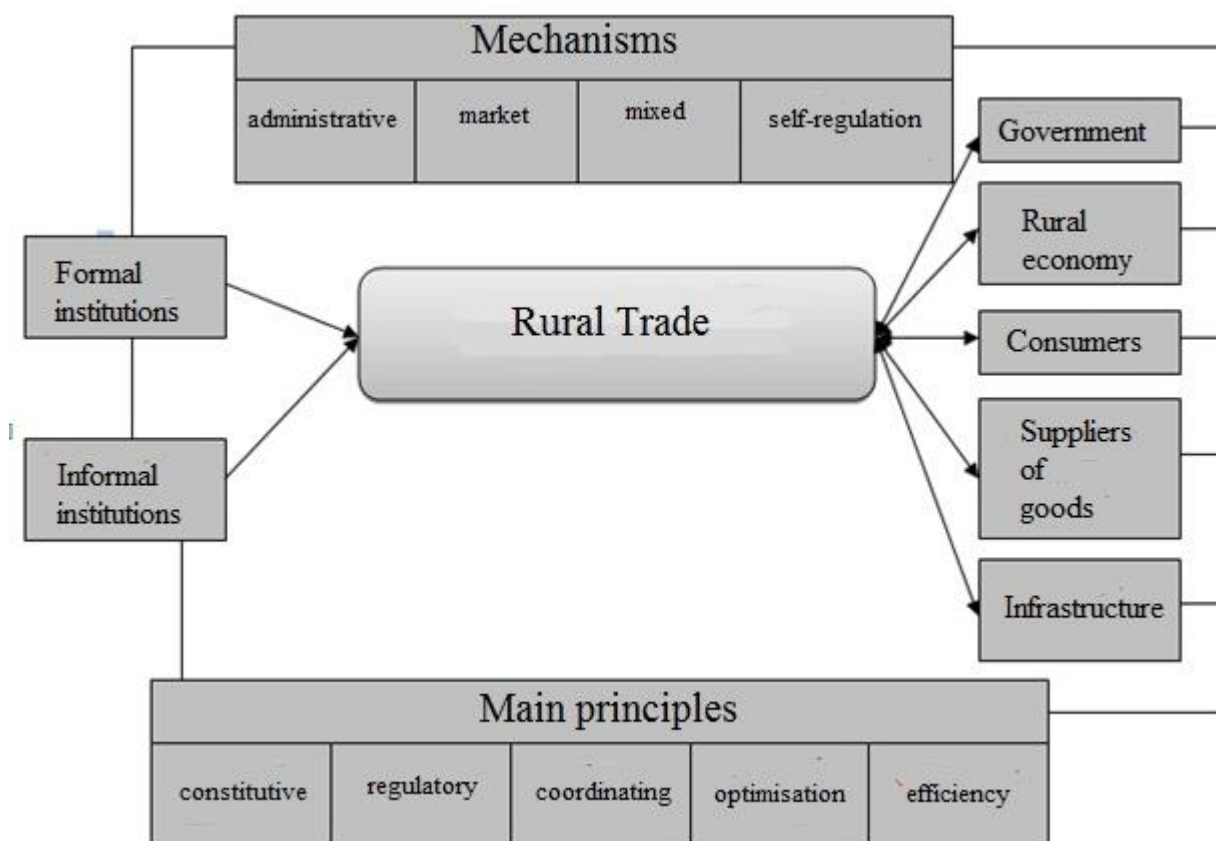 Mechanisms
administrative
market
mixed
self-regulation
Formal
institutions
Informal
institutions
Rural Trade
Government
Rural
economy
Consumers
Suppliers
of
goods
Infrastructure
Main principles
constitutive
regulatory
coordinating
optimisation
efficiency